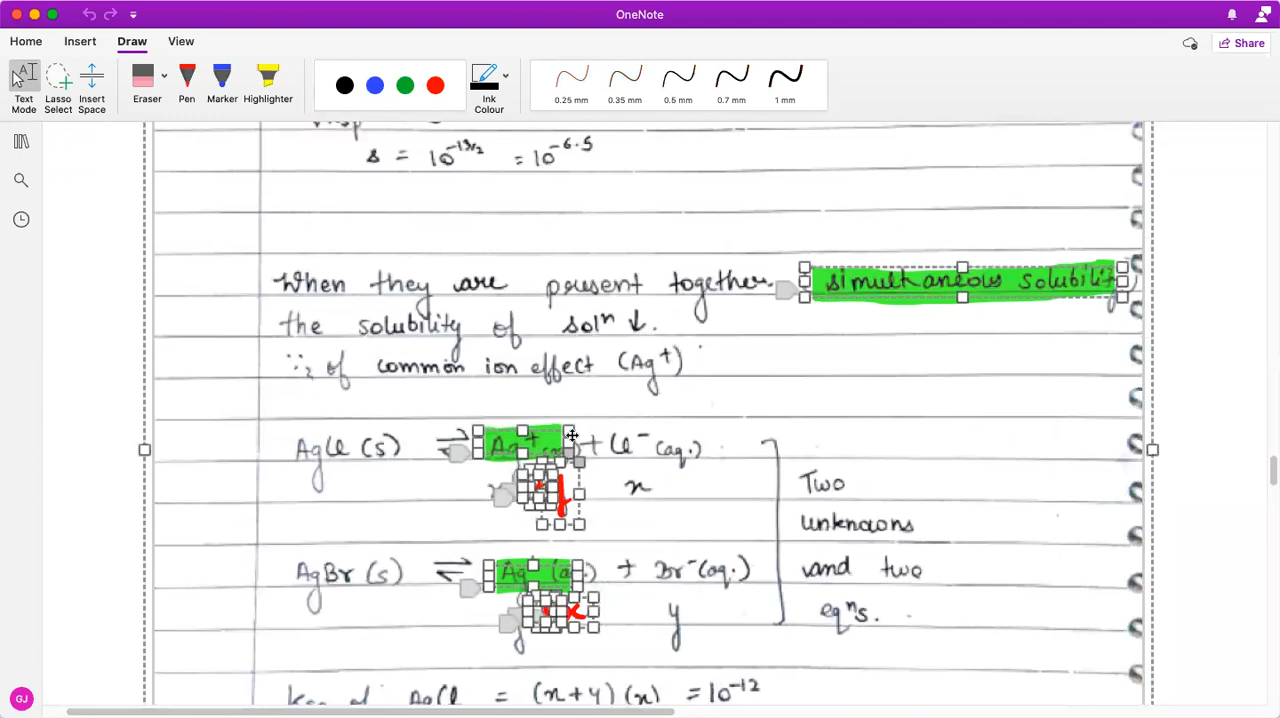 OneNote
Home Insert Draw View
Share
Text Mode
Lasso Select
Insert Space
Eraser
Pen
Marker
Highlighter
Ink Colour
0.25 mm
0.35 mm
0.5 mm
0.7 mm
1 mm
s = 10^-13/2 = 10^-6.5
When they are present together simultaneous solubility
the solubility of solⁿ ↓.
∵ of common ion effect (Ag⁺)
AgCl (s) ⇌ Ag⁺ + Cl⁻ (aq.)
x
Two
unknowns
AgBr (s) ⇌ Ag (aq.) + Br⁻ (aq.)
and two
y
eqⁿs.
Ksp of AgCl = (x+y) (x) = 10^-12
GJ